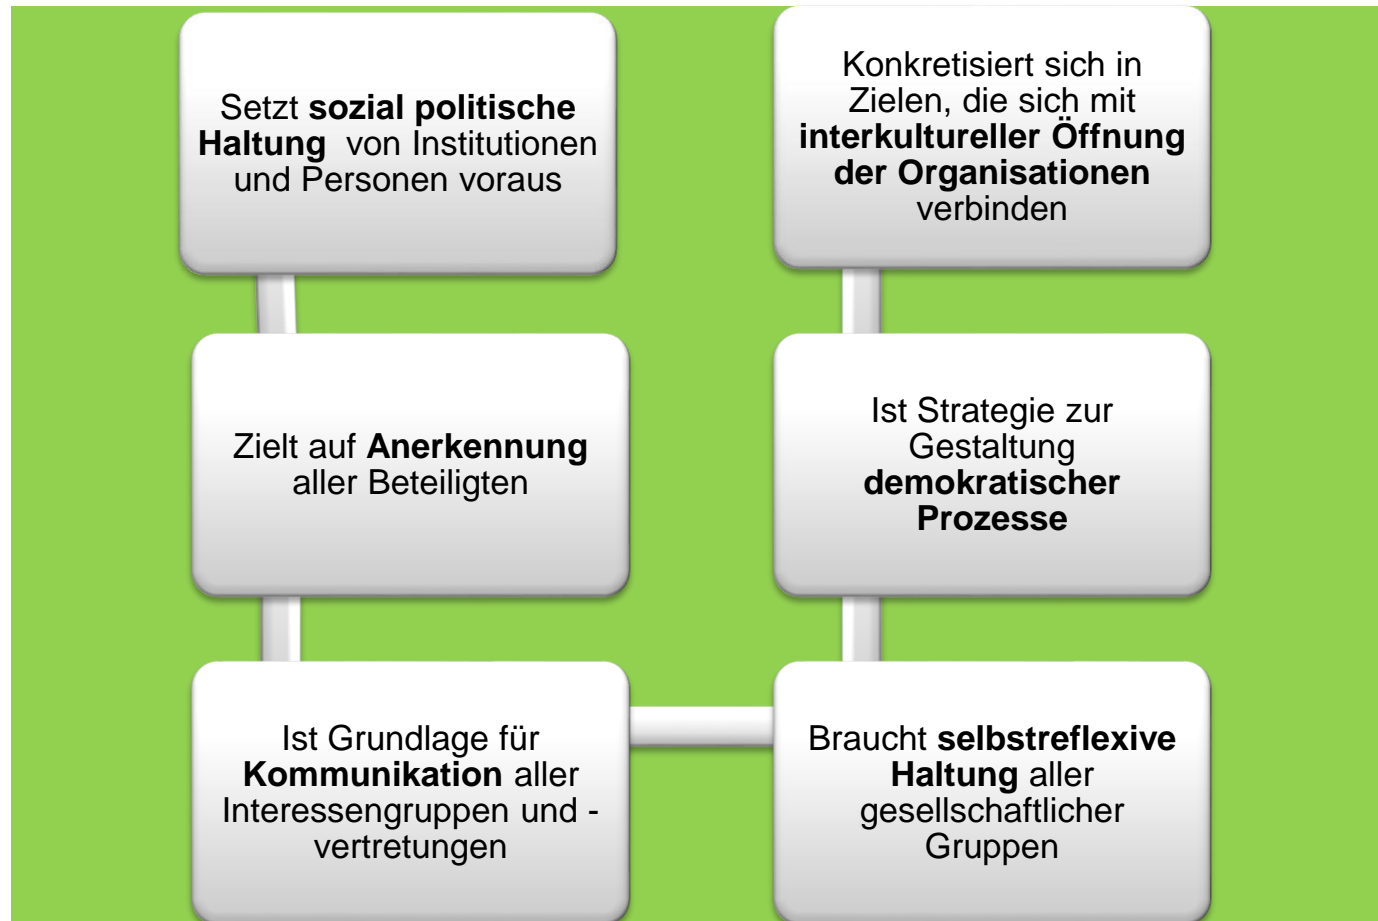 Setzt sozial politische
Haltung von Institutionen
und Personen voraus
Zielt auf Anerkennung
aller Beteiligten
Ist Grundlage für
Kommunikation aller
Interessengruppen und -
vertretungen
Braucht selbstreflexive
Haltung aller
gesellschaftlicher
Gruppen
Ist Strategie zur
Gestaltung
demokratischer
Prozesse
Konkretisiert sich in
Zielen, die sich mit
interkultureller Öffnung
der Organisationen
verbinden